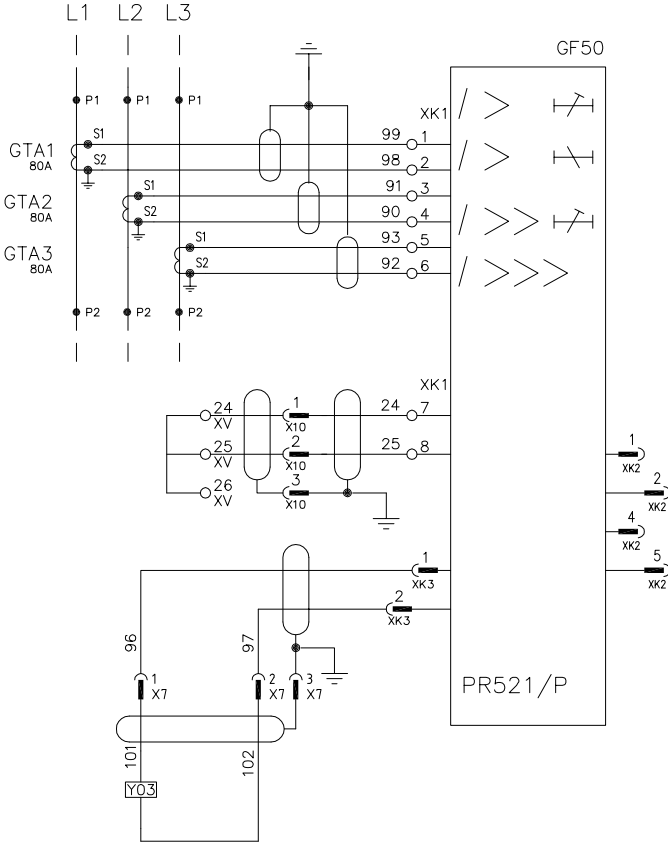 L1 L2 L3
GF50
P1 P1 P1
XK1
S1 99 1
GTA1
80A
S2 98 2
S1 91 3
GTA2
80A
S2 90 4
S1 93 5
GTA3
80A
S2 92 6
P2 P2 P2
XK1
24 1 24 7
XV X10
25 2 25 8
XV X10
26 3
XV X10
1
XK2
2
XK2
4
XK2
5
XK2
1
XK3
2
XK3
96 97
1 2 3
X7 X7 X7
PR521/P
101 102
Y03